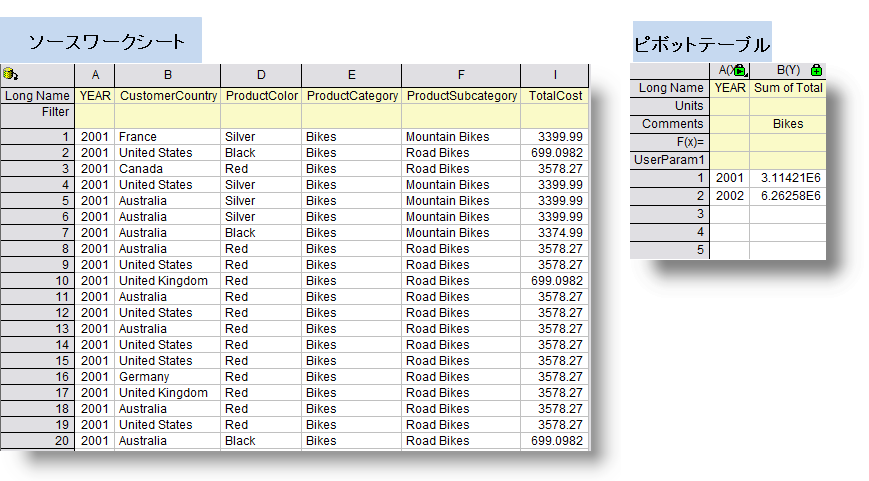 ソースワークシート
A B D E F I
Long Name YEAR CustomerCountry ProductColor ProductCategory ProductSubcategory TotalCost
Filter
1 2001 France Silver Bikes Mountain Bikes 3399.99
2 2001 United States Black Bikes Road Bikes 699.0982
3 2001 Canada Red Bikes Road Bikes 3578.27
4 2001 United States Silver Bikes Mountain Bikes 3399.99
5 2001 Australia Silver Bikes Mountain Bikes 3399.99
6 2001 Australia Silver Bikes Mountain Bikes 3399.99
7 2001 Australia Black Bikes Mountain Bikes 3374.99
8 2001 Australia Red Bikes Road Bikes 3578.27
9 2001 United States Red Bikes Road Bikes 3578.27
10 2001 United Kingdom Red Bikes Road Bikes 699.0982
11 2001 Australia Red Bikes Road Bikes 3578.27
12 2001 United States Red Bikes Road Bikes 3578.27
13 2001 Australia Red Bikes Road Bikes 3578.27
14 2001 United States Red Bikes Road Bikes 3578.27
15 2001 United States Red Bikes Road Bikes 3578.27
16 2001 Germany Red Bikes Road Bikes 3578.27
17 2001 United Kingdom Red Bikes Road Bikes 3578.27
18 2001 Australia Red Bikes Road Bikes 3578.27
19 2001 United States Red Bikes Road Bikes 3578.27
20 2001 Australia Black Bikes Road Bikes 699.0982
ピボットテーブル
A(X) B(Y)
Long Name YEAR Sum of Total
Units
Comments Bikes
F(x)=
UserParam1
1 2001 3.11421E6
2 2002 6.26258E6
3
4
5